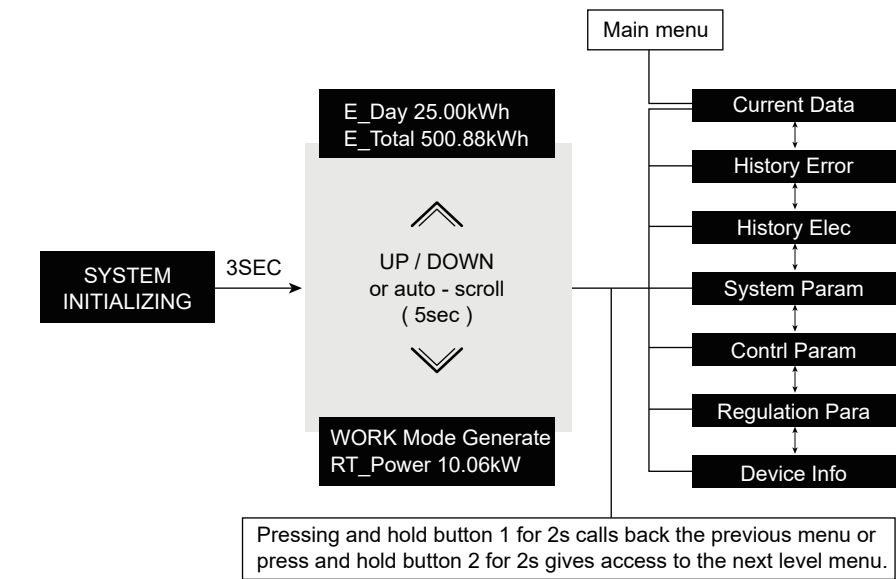 Main menu
E_Day 25.00kWh
E_Total 500.88kWh
SYSTEM
INITIALIZING
3SEC
UP / DOWN
or auto - scroll
( 5sec )
WORK Mode Generate
RT_Power 10.06kW
Current Data
History Error
History Elec
System Param
Contrl Param
Regulation Para
Device Info
Pressing and hold button 1 for 2s calls back the previous menu or
press and hold button 2 for 2s gives access to the next level menu.